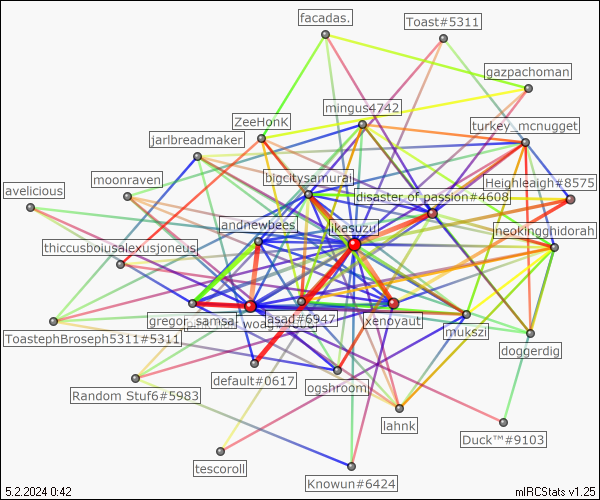 facadas.
Toast#5311
gazpachoman
mingus4742
ZeeHonK
turkey_mcnugget
jarlbreadmaker
bigcitysamurai
moonraven
Heighleaigh#8575
avelicious
disaster of passion#4608
andnewbees
ikasuzu
neokingghidorah
thiccusboiusalexusjoneus
gregor_samsa
asad#6947
xenoyaut
mukszi
ToastephBroseph5311#5311
doggerdig
default#0617
ogshroom
Random Stuf6#5983
lahnk
Duck™#9103
tescoroll
Knowun#6424
5.2.2024 0:42
mIRCStats v1.25